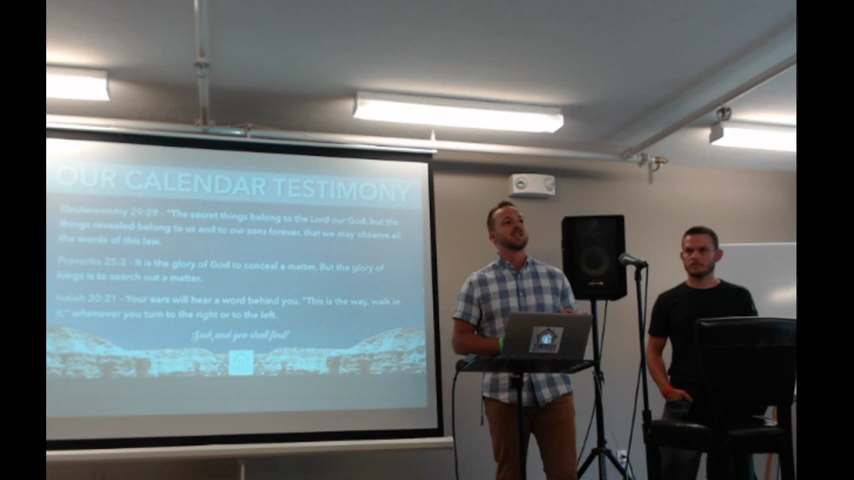 OUR CALENDAR TESTIMONY
Deuteronomy 29:29 - "The secret things belong to the Lord our God, but the
things revealed belong to us and to our sons forever, that we may observe all
the words of this law.
Proverbs 25:2 - It is the glory of God to conceal a matter, But the glory of
kings is to search out a matter.
Isaiah 30:21 - Your ears will hear a word behind you, "This is the way, walk in
it," whenever you turn to the right or to the left.
Seek and you shall find!